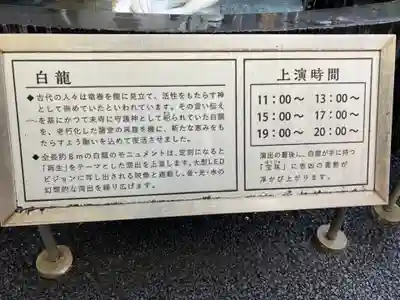 白龍
◆古代の人々は竜巻を龍に見立て、活性をもたらす神
として崇めていたといわれています。その言い伝え
を基にかつて末寺に守護神として祀られていた白龍
を、老朽化した諸堂の再建を機に、新たな恵みをも
たらすよう願いを込めて復活させました。
◆全長約8mの白龍のモニュメントは、定刻になると
「再生」をテーマとした演出を上演します。大型LED
ビジョンに写し出される映像と連動し、音・光・水の
幻想的な演出を繰り広げます。
上演時間
11:00〜 13:00〜
15:00〜 17:00〜
19:00〜 20:00〜
演出の最後に、白龍が手に持つ
「宝珠」に吉凶の表飾が
浮かび上がります。